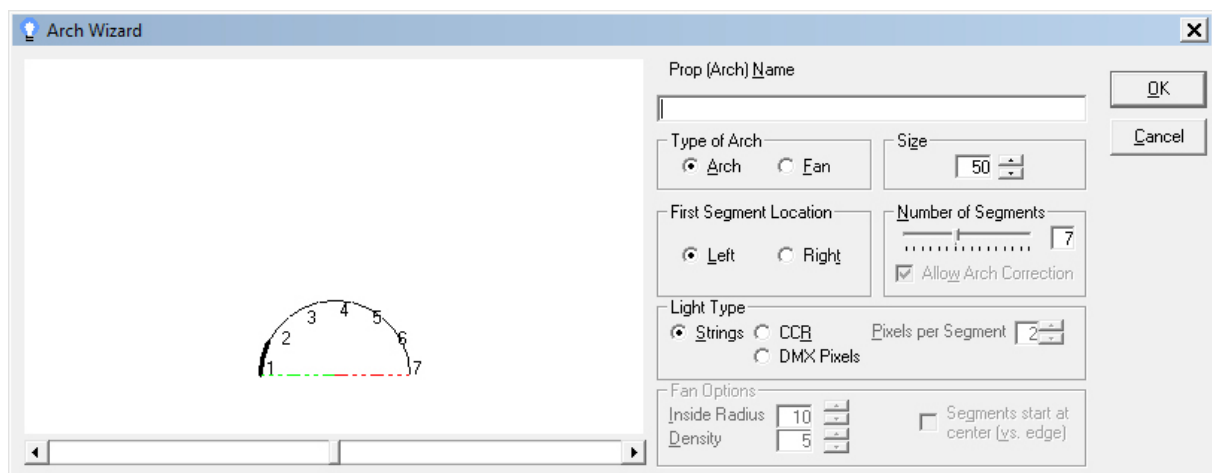 Arch Wizard
Prop (Arch) Name
OK
Cancel
Type of Arch
Arch Fan
Size
50
First Segment Location
Left Right
Number of Segments
7
Allow Arch Correction
Light Type
Strings CCR Pixels per Segment 2
DMX Pixels
Fan Options
Inside Radius 10
Density 5
Segments start at
center (vs. edge)
1 2 3 4 5 6 7